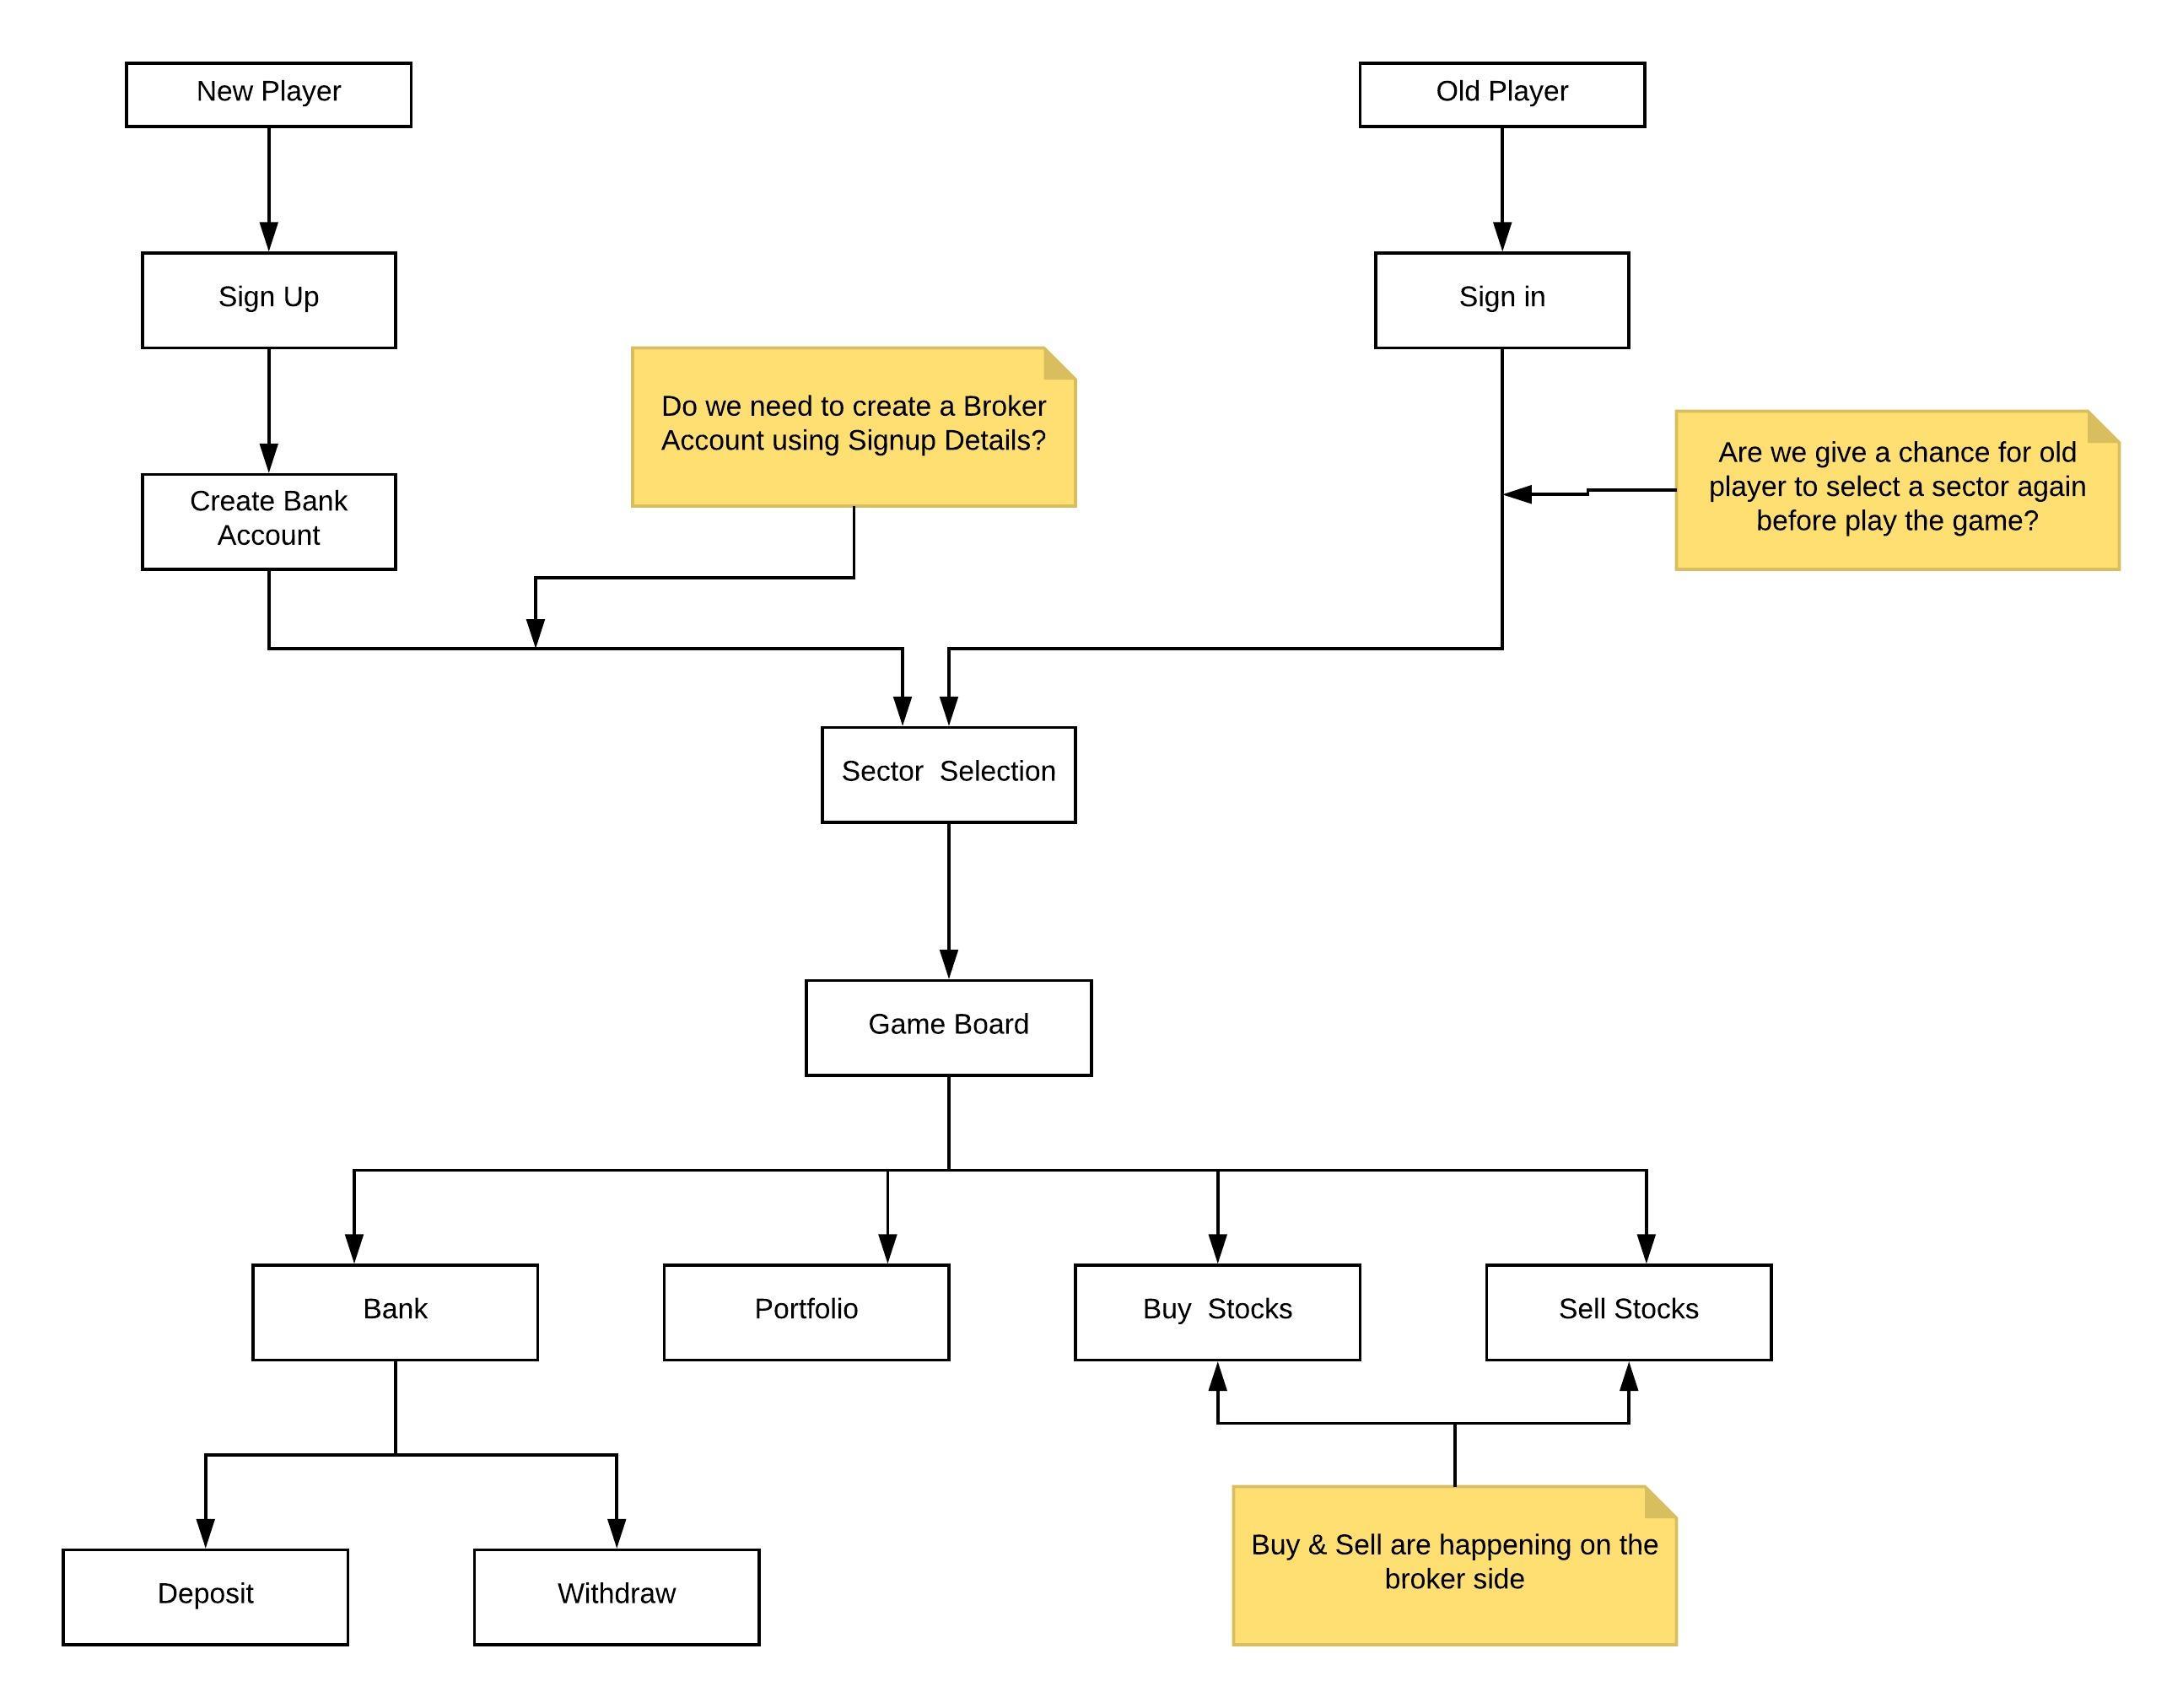 New Player
Old Player
Sign Up
Sign in
Do we need to create a Broker
Account using Signup Details?
Are we give a chance for old
player to select a sector again
before play the game?
Create Bank
Account
Sector  Selection
Game Board
Bank
Portfolio
Buy  Stocks
Sell Stocks
Buy & Sell are happening on the
broker side
Deposit
Withdraw